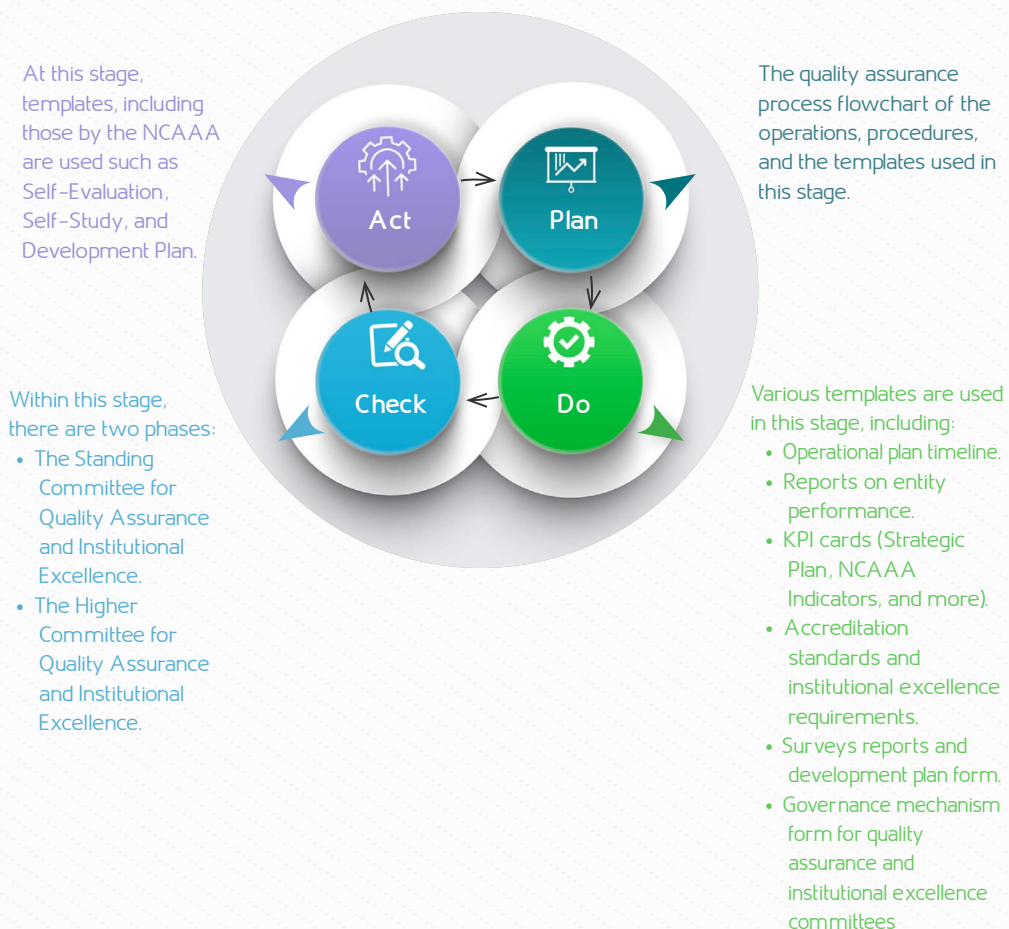 At this stage,
templates, including
those by the NCAAA
are used such as
Self-Evaluation,
Self-Study, and
Development Plan.
Act
Plan
The quality assurance
process flowchart of the
operations, procedures,
and the templates used in
this stage.
Within this stage,
there are two phases:
• The Standing
Committee for
Quality Assurance
and Institutional
Excellence.
• The Higher
Committee for
Quality Assurance
and Institutional
Excellence.
Check
Do
Various templates are used
in this stage, including:
• Operational plan timeline.
• Reports on entity
performance.
• KPI cards (Strategic
Plan, NCAAA
Indicators, and more).
• Accreditation
standards and
institutional excellence
requirements.
• Surveys reports and
development plan form.
• Governance mechanism
form for quality
assurance and
institutional excellence
committees